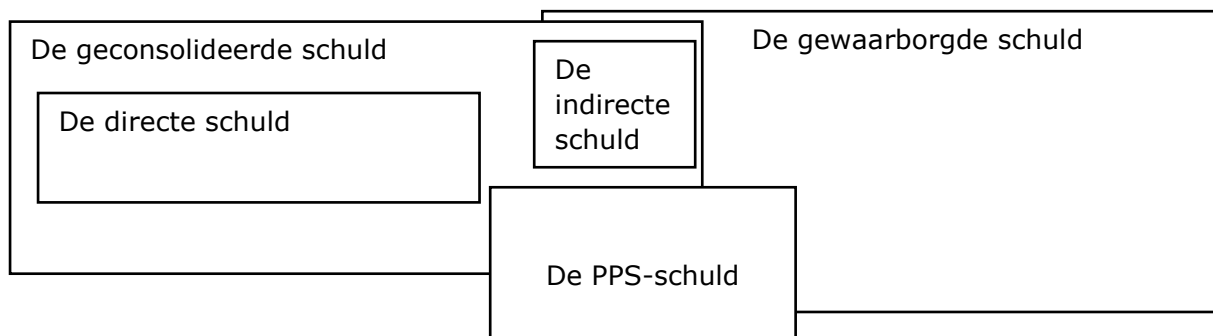 De geconsolideerde schuld
De gewaarborgde schuld
De
indirecte
schuld
De directe schuld
De PPS-schuld